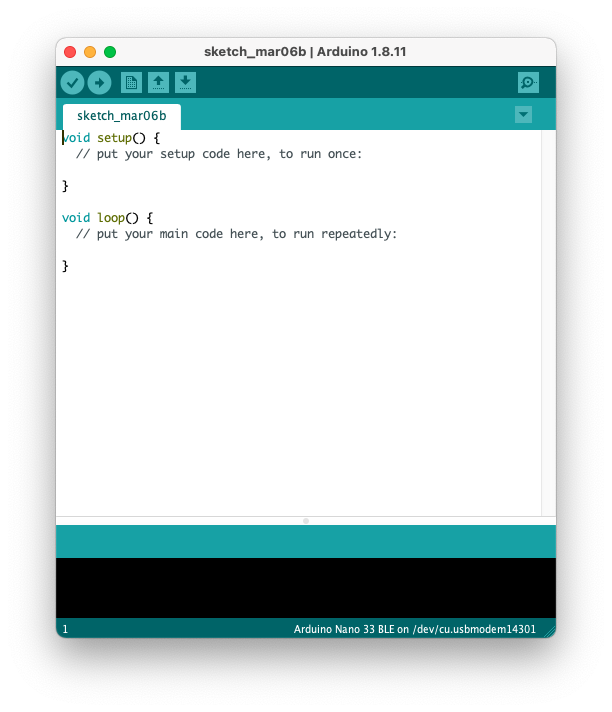 sketch_mar06b | Arduino 1.8.11
sketch_mar06b
void setup() {
  // put your setup code here, to run once:
}
void loop() {
  // put your main code here, to run repeatedly:
}
1
Arduino Nano 33 BLE on /dev/cu.usbmodem14301